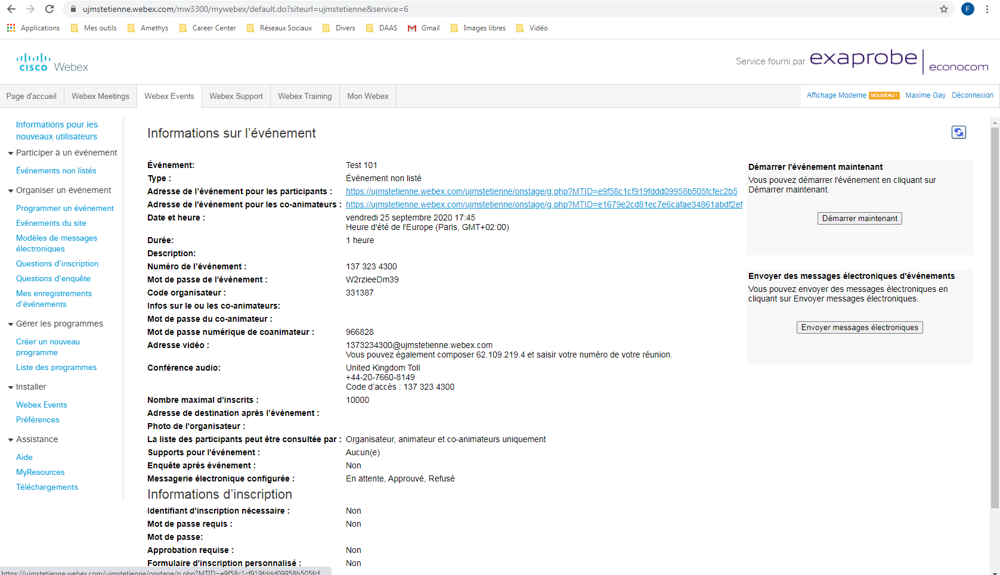 ujmstetienne.webex.com/mw3300/mywebex/default.do?siteurl=ujmstetienne&service=6
F
Applications Mes outils Amethys Career Center Réseaux Sociaux Divers DAAS Gmail Images libres Vidéo
cisco Webex
Service fourni par exaprobe econocom
Page d'accueil Webex Meetings Webex Events Webex Support Webex Training Mon Webex
Affichage Moderne NOUVEAU ! Maxime Gay Déconnexion
Informations pour les
nouveaux utilisateurs
Participer à un événement
Événements non listés
Organiser un événement
Programmer un événement
Evénements du site
Modèles de messages
électroniques
Questions d'inscription
Questions d'enquête
Mes enregistrements
d'événements
Gérer les programmes
Créer un nouveau
programme
Liste des programmes
Installer
Webex Events
Préférences
Assistance
Aide
MyResources
Téléchargements
Informations sur l'événement
Événement: Test 101
Type : Événement non listé
Adresse de l'événement pour les participants : https://ujmstetienne.webex.com/ujmstetienne/onstage/g.php?MTID=e9f58c1cf919fddd09958b505fcfec2b5
Adresse de l'événement pour les co-animateurs : https://ujmstetienne.webex.com/ujmstetienne/onstage/g.php?MTID=e1679e2cd81ec7e6cafae34861abdf2ef
Date et heure : vendredi 25 septembre 2020 17:45
Heure d'été de l'Europe (Paris, GMT+02:00)
Durée: 1 heure
Description:
Numéro de l'événement : 137 323 4300
Mot de passe de l'événement : W2rzieeDm39
Code organisateur : 331387
Infos sur le ou les co-animateurs:
Mot de passe du co-animateur :
Mot de passe numérique de coanimateur : 966828
Adresse vidéo : 1373234300@ujmstetienne.webex.com
Vous pouvez également composer 62.109.219.4 et saisir votre numéro de votre réunion.
Conférence audio: United Kingdom Toll
+44-20-7660-8149
Code d'accès : 137 323 4300
Nombre maximal d'inscrits : 10000
Adresse de destination après l'événement :
Photo de l'organisateur :
La liste des participants peut être consultée par : Organisateur, animateur et co-animateurs uniquement
Supports pour l'événement : Aucun(e)
Enquête après événement : Non
Messagerie électronique configurée : En attente, Approuvé, Refusé
Informations d'inscription
Identifiant d'inscription nécessaire : Non
Mot de passe requis : Non
Mot de passe:
Approbation requise : Non
Formulaire d'inscription personnalisé : Non
Démarrer l'événement maintenant
Vous pouvez démarrer l'événement en cliquant sur
Démarrer maintenant.
Démarrer maintenant
Envoyer des messages électroniques d'événements
Vous pouvez envoyer des messages électroniques en
cliquant sur Envoyer messages électroniques.
Envoyer messages électroniques
https://ujmstetienne.webex.com/ujmstetienne/onstage/g.php?MTID=e9f58c1cf919fddd09958b505fcf...